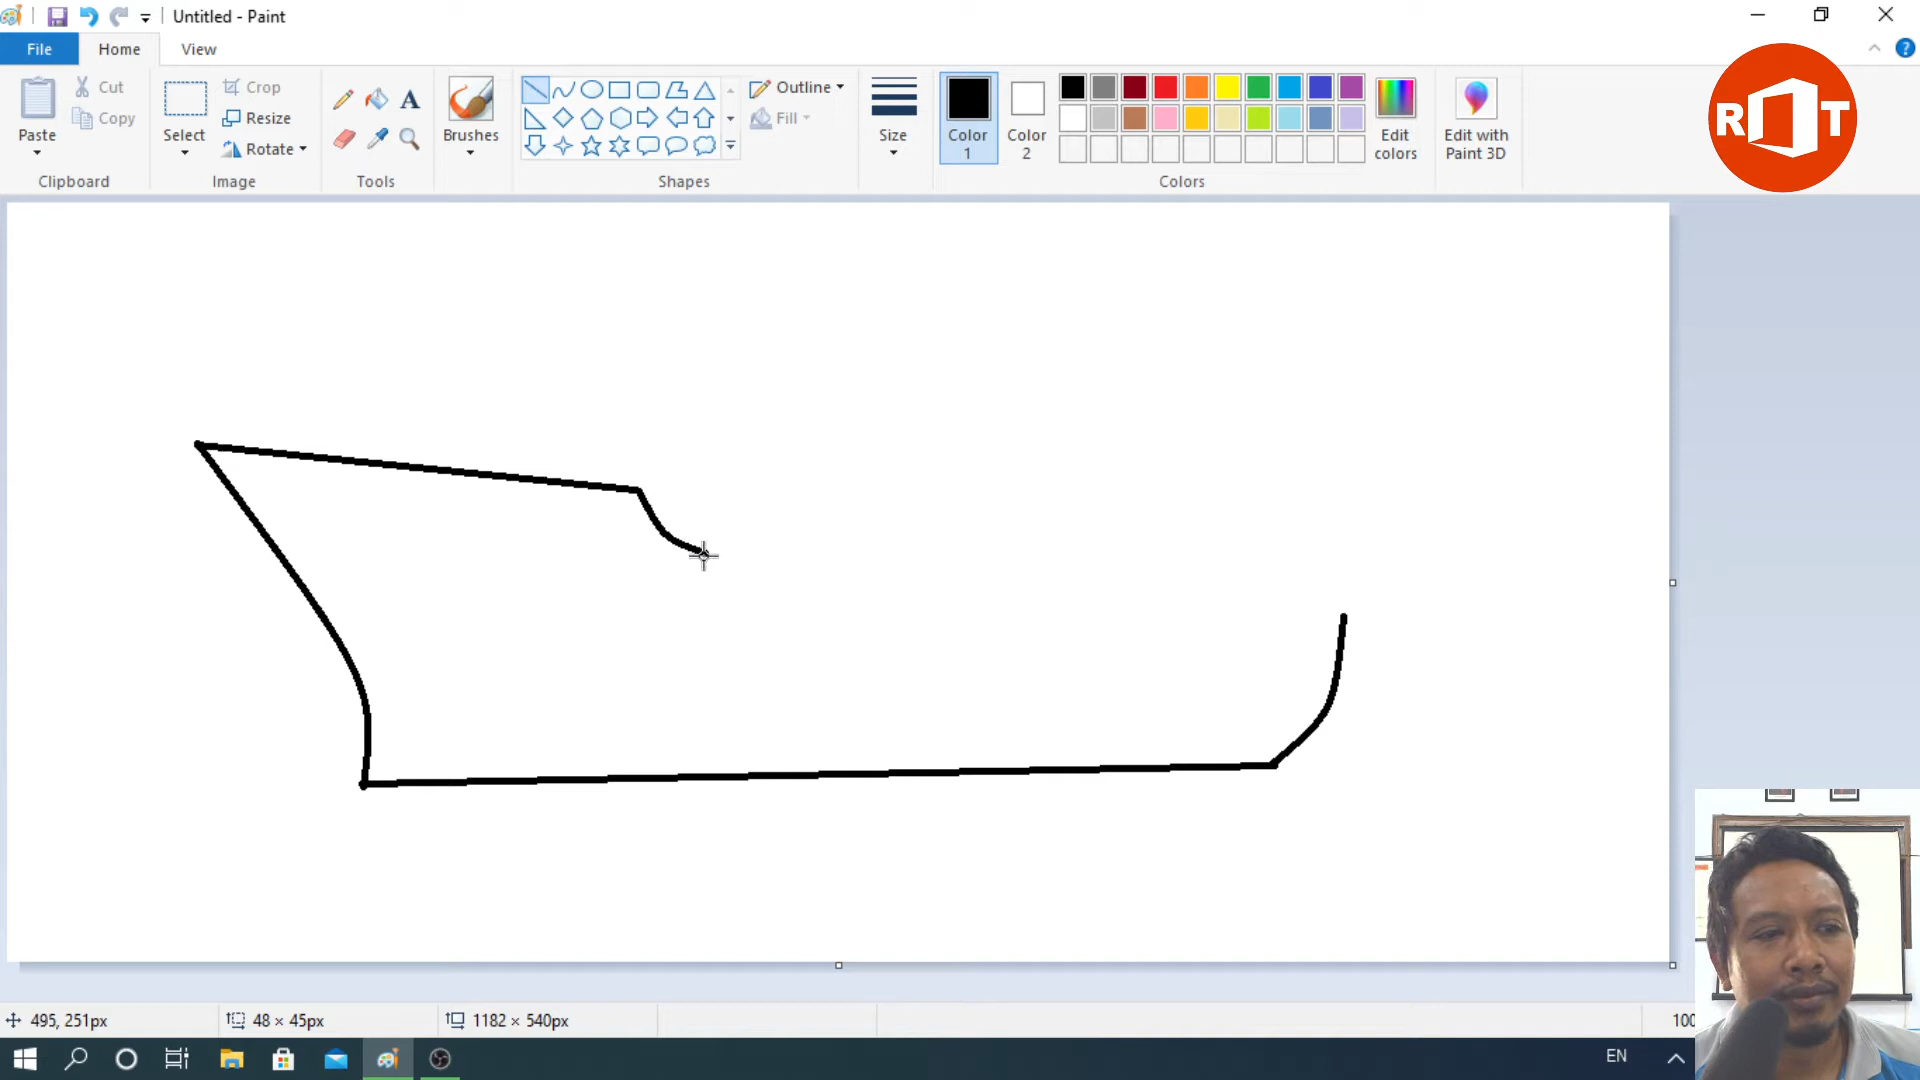 Untitled - Paint
File
Home
View
Paste
Cut
Copy
Clipboard
Select
Crop
Resize
Rotate
Image
A
Tools
Brushes
Outline
Fill
Shapes
Size
Color 1
Color 2
Edit colors
Colors
Edit with Paint 3D
R T
495, 251px
48 × 45px
1182 × 540px
100
EN